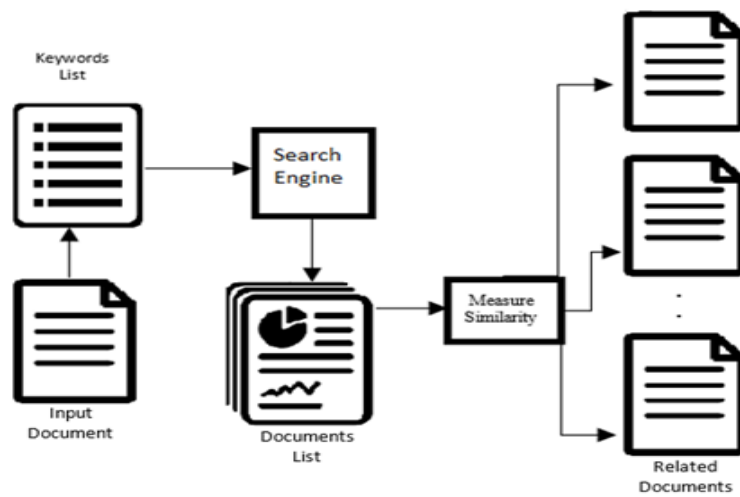 Keywords
List
Search
Engine
Input
Document
Documents
List
Measure
Similarity
Related
Documents